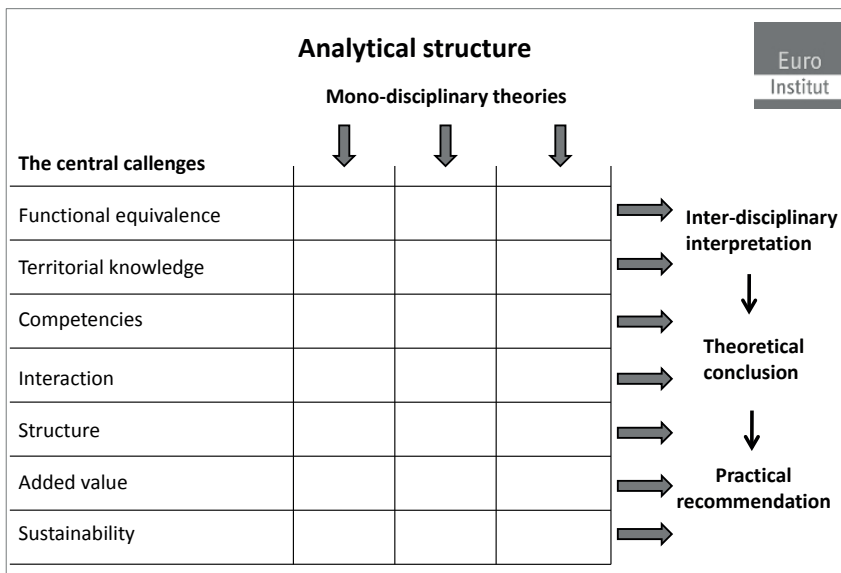 Analytical structure
Euro
Institut
Mono-disciplinary theories
The central callenges
Functional equivalence
Territorial knowledge
Competencies
Interaction
Structure
Added value
Sustainability
Inter-disciplinary
interpretation
Theoretical
conclusion
Practical
recommendation